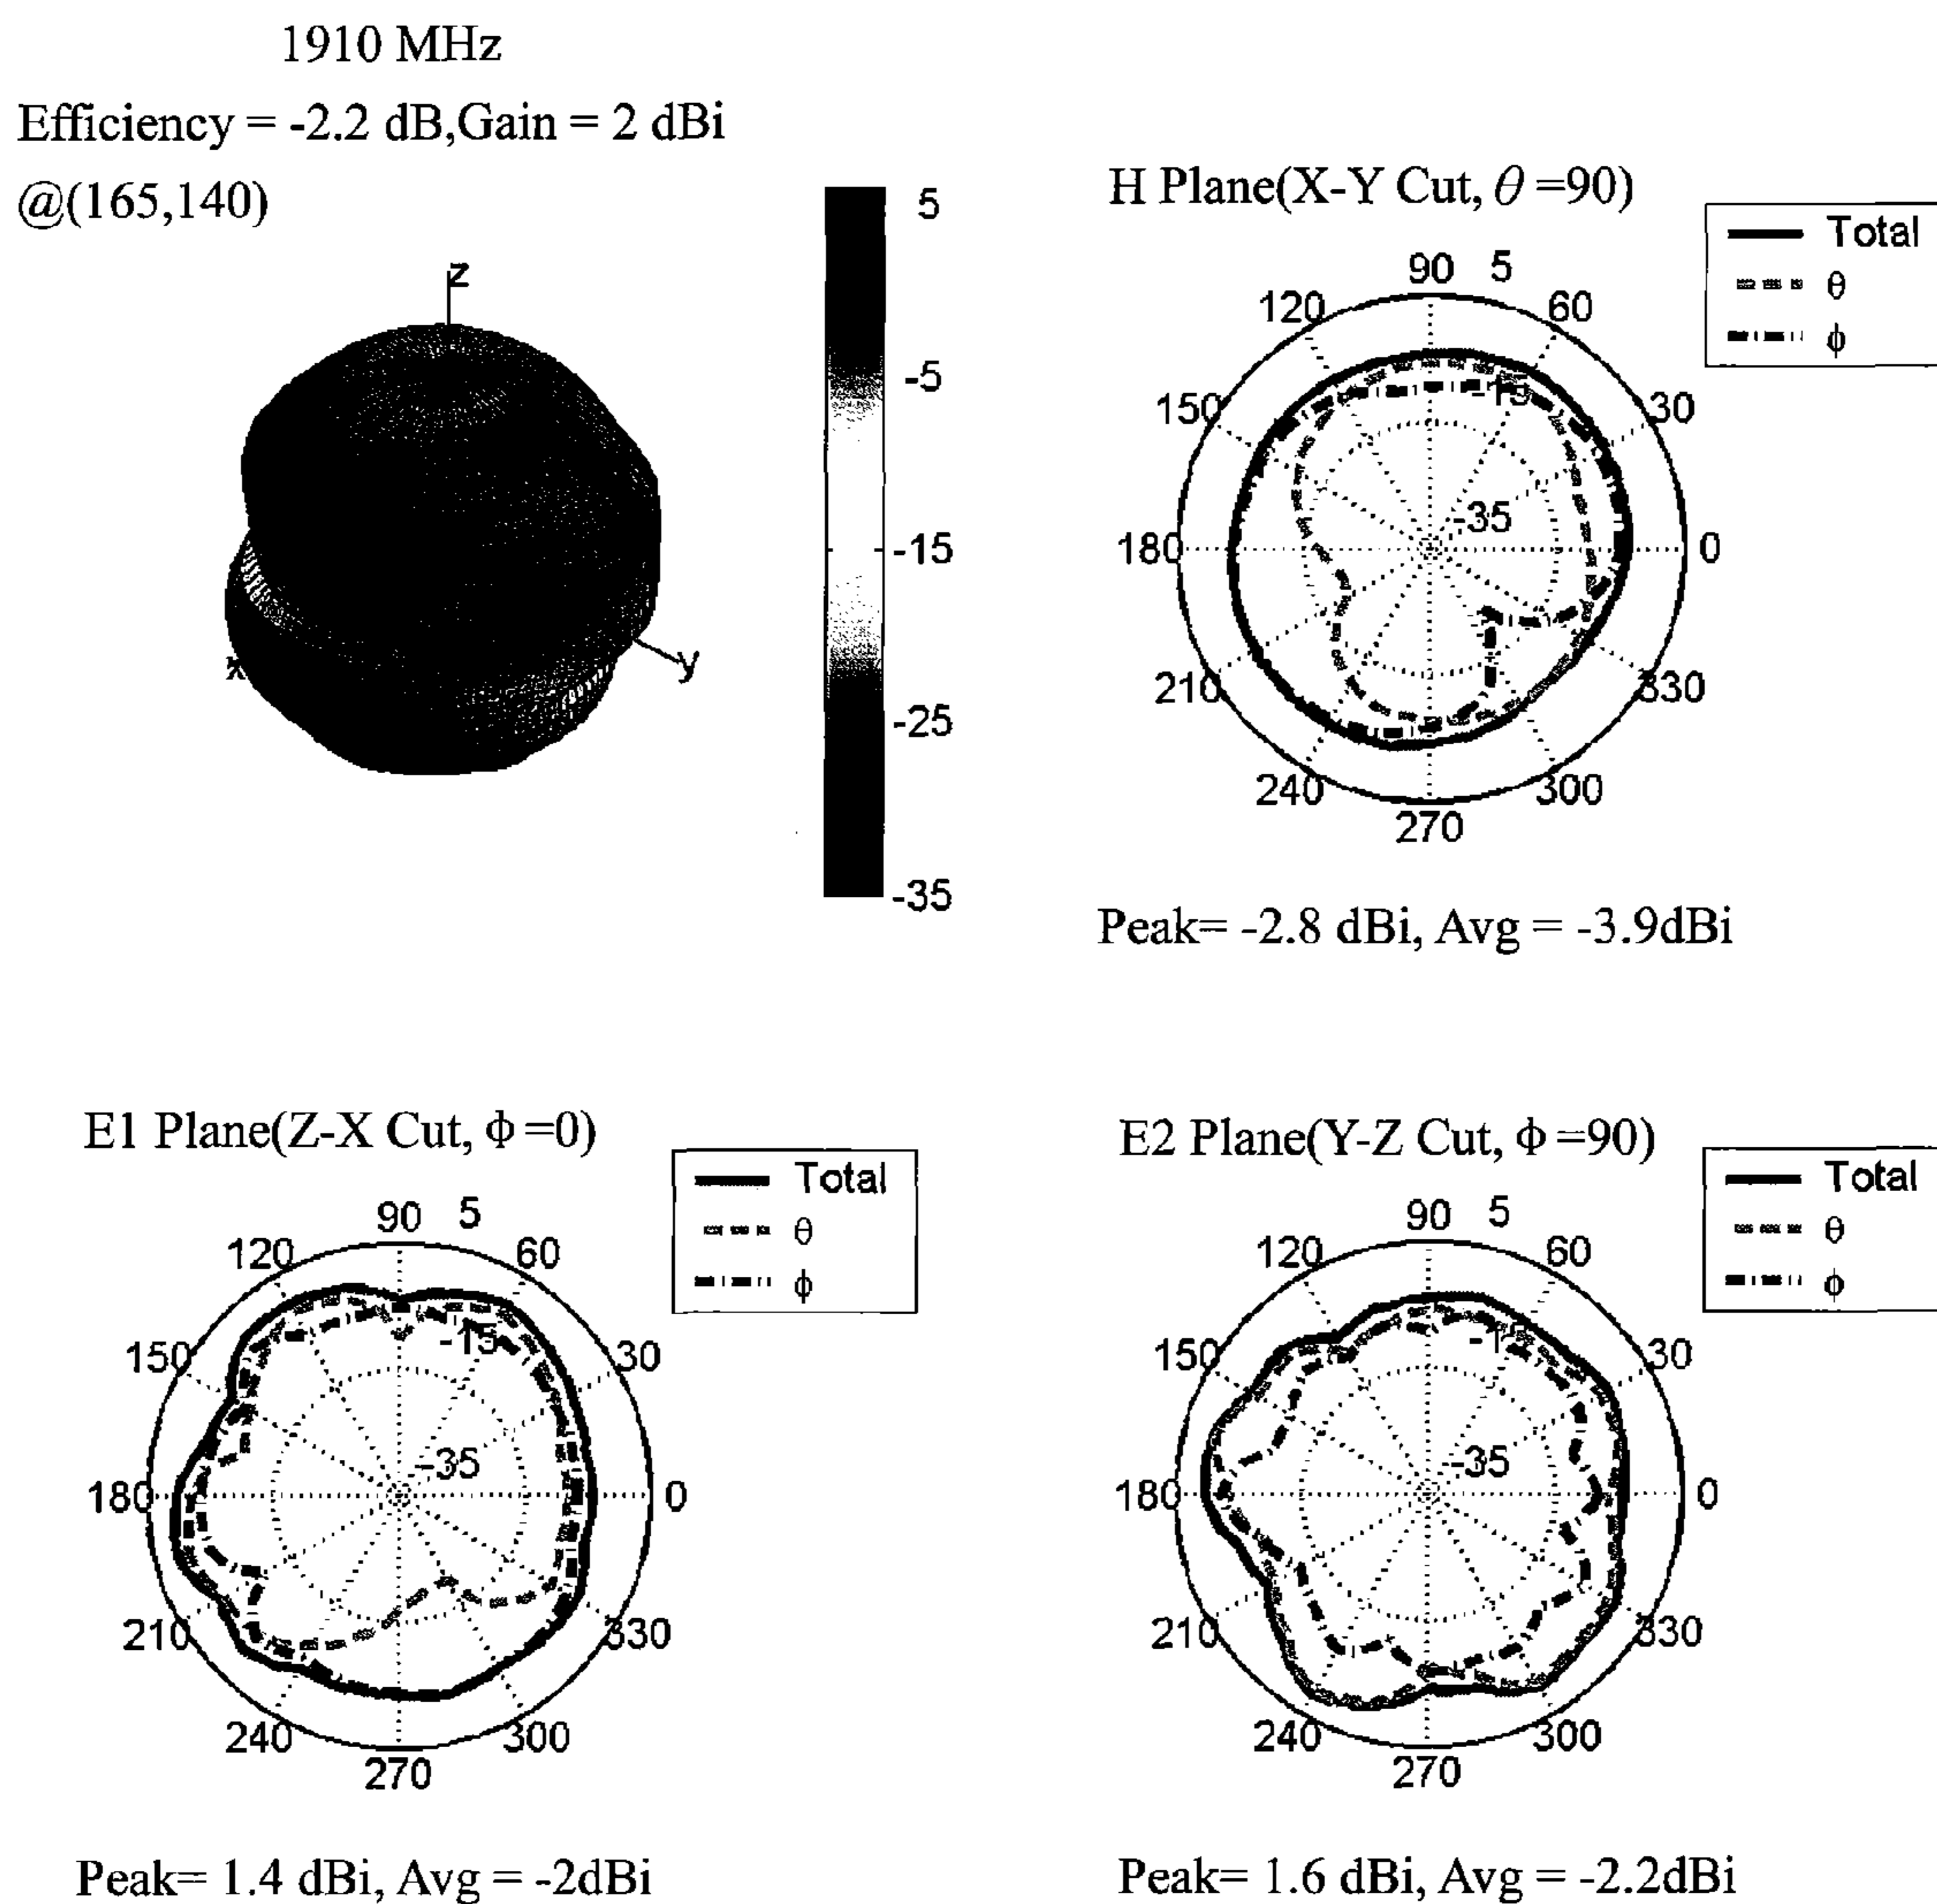 1910 MHz
Efficiency = -2.2 dB,Gain = 2 dBi
@(165,140)
5
-5
-15
-25
-35
z
x
y
H Plane(X-Y Cut, θ =90)
Total
θ
ϕ
90 5
120 60
-15
150 30
-35
180 0
210 330
240 300
270
Peak= -2.8 dBi, Avg = -3.9dBi
E1 Plane(Z-X Cut, Φ =0)
Total
θ
ϕ
90 5
120 60
-15
150 30
-35
180 0
210 330
240 300
270
Peak= 1.4 dBi, Avg = -2dBi
E2 Plane(Y-Z Cut, Φ =90)
Total
θ
ϕ
90 5
120 60
150 30
-35
180 0
210 330
240 300
270
Peak= 1.6 dBi, Avg = -2.2dBi